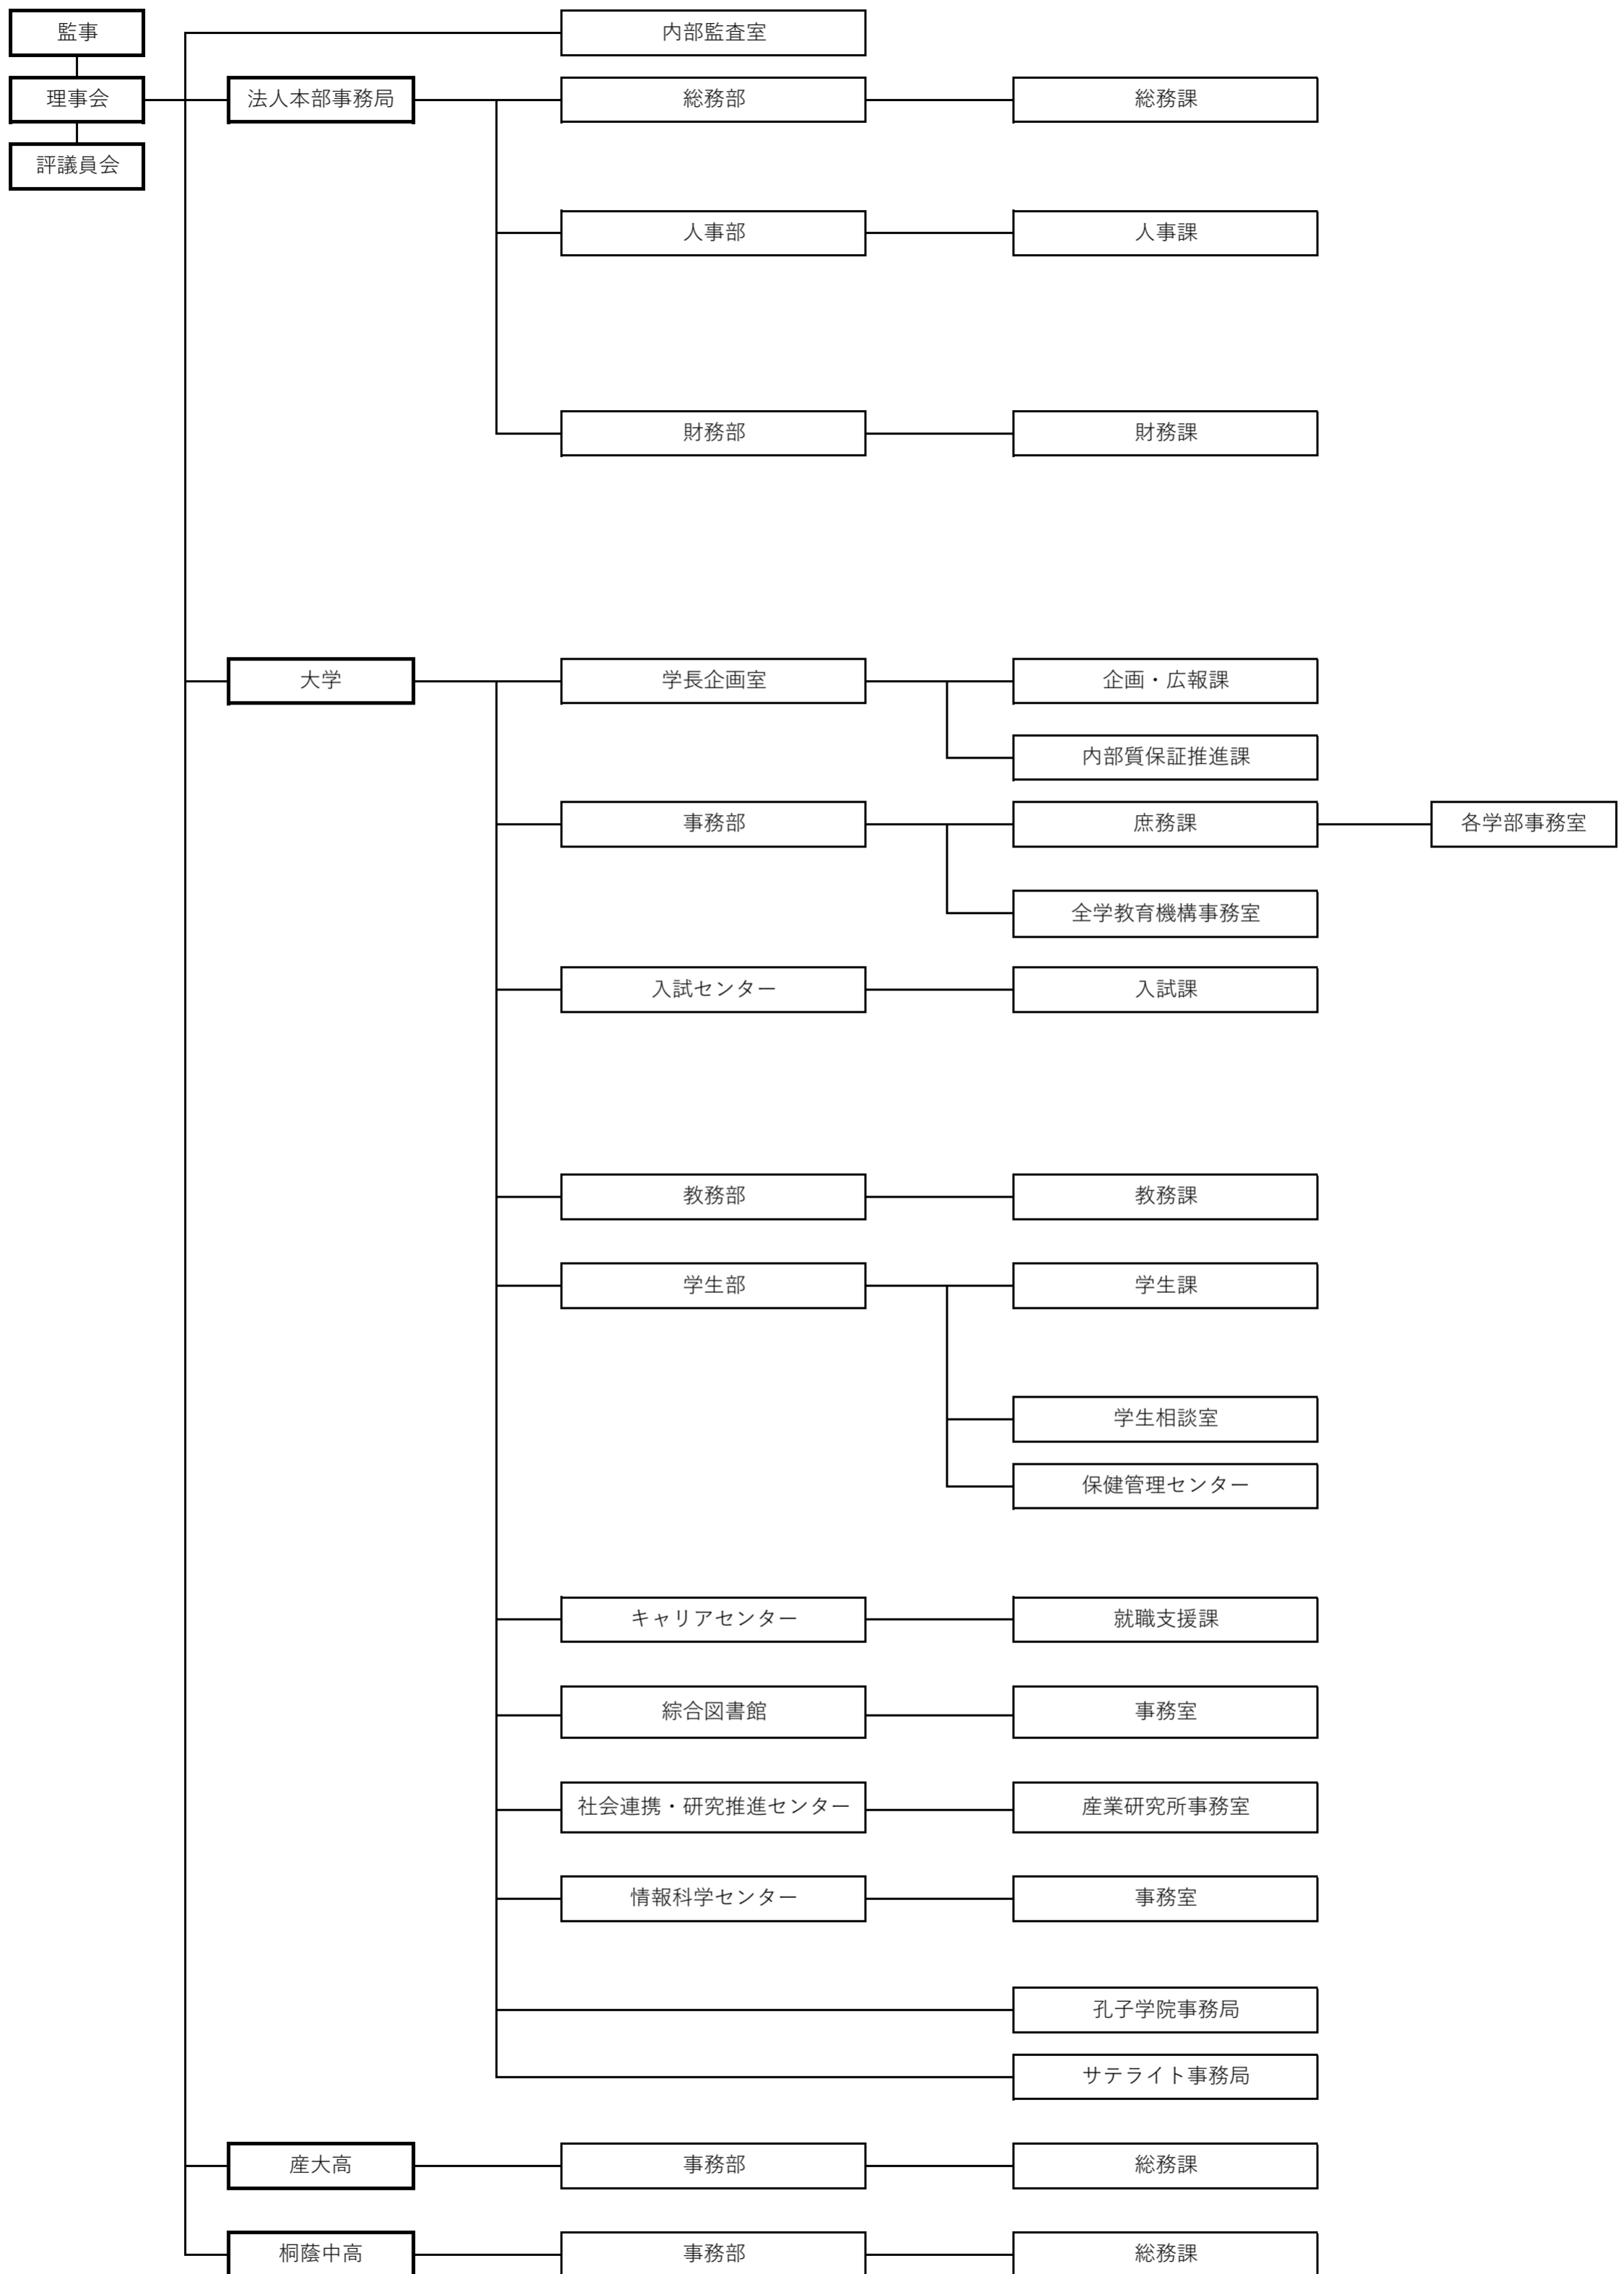 監事
内部監査室
理事会
法人本部事務局
総務部
総務課
評議員会
人事部
人事課
財務部
財務課
大学
学長企画室
企画・広報課
内部質保証推進課
事務部
庶務課
各学部事務室
全学教育機構事務室
入試センター
入試課
教務部
教務課
学生部
学生課
学生相談室
保健管理センター
キャリアセンター
就職支援課
綜合図書館
事務室
社会連携・研究推進センター
産業研究所事務室
情報科学センター
事務室
孔子学院事務局
サテライト事務局
産大高
事務部
総務課
桐蔭中高
事務部
総務課